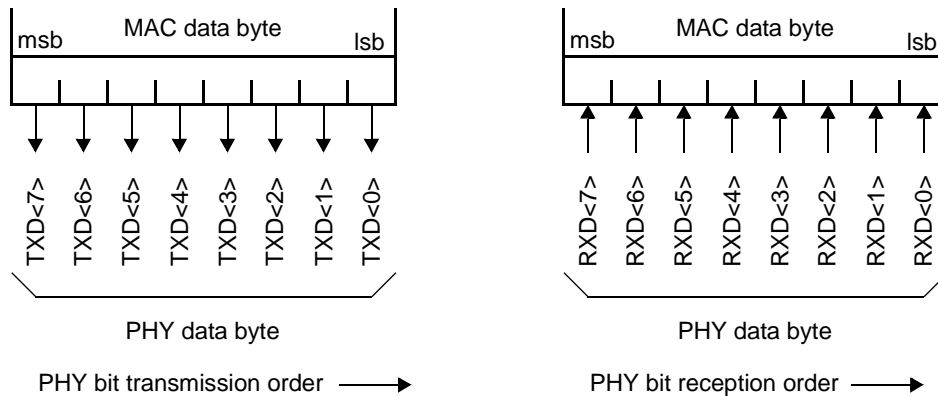 MAC data byte
msb lsb
TXD<7> TXD<6> TXD<5> TXD<4> TXD<3> TXD<2> TXD<1> TXD<0>
PHY data byte
PHY bit transmission order
MAC data byte
msb lsb
RXD<7> RXD<6> RXD<5> RXD<4> RXD<3> RXD<2> RXD<1> RXD<0>
PHY data byte
PHY bit reception order